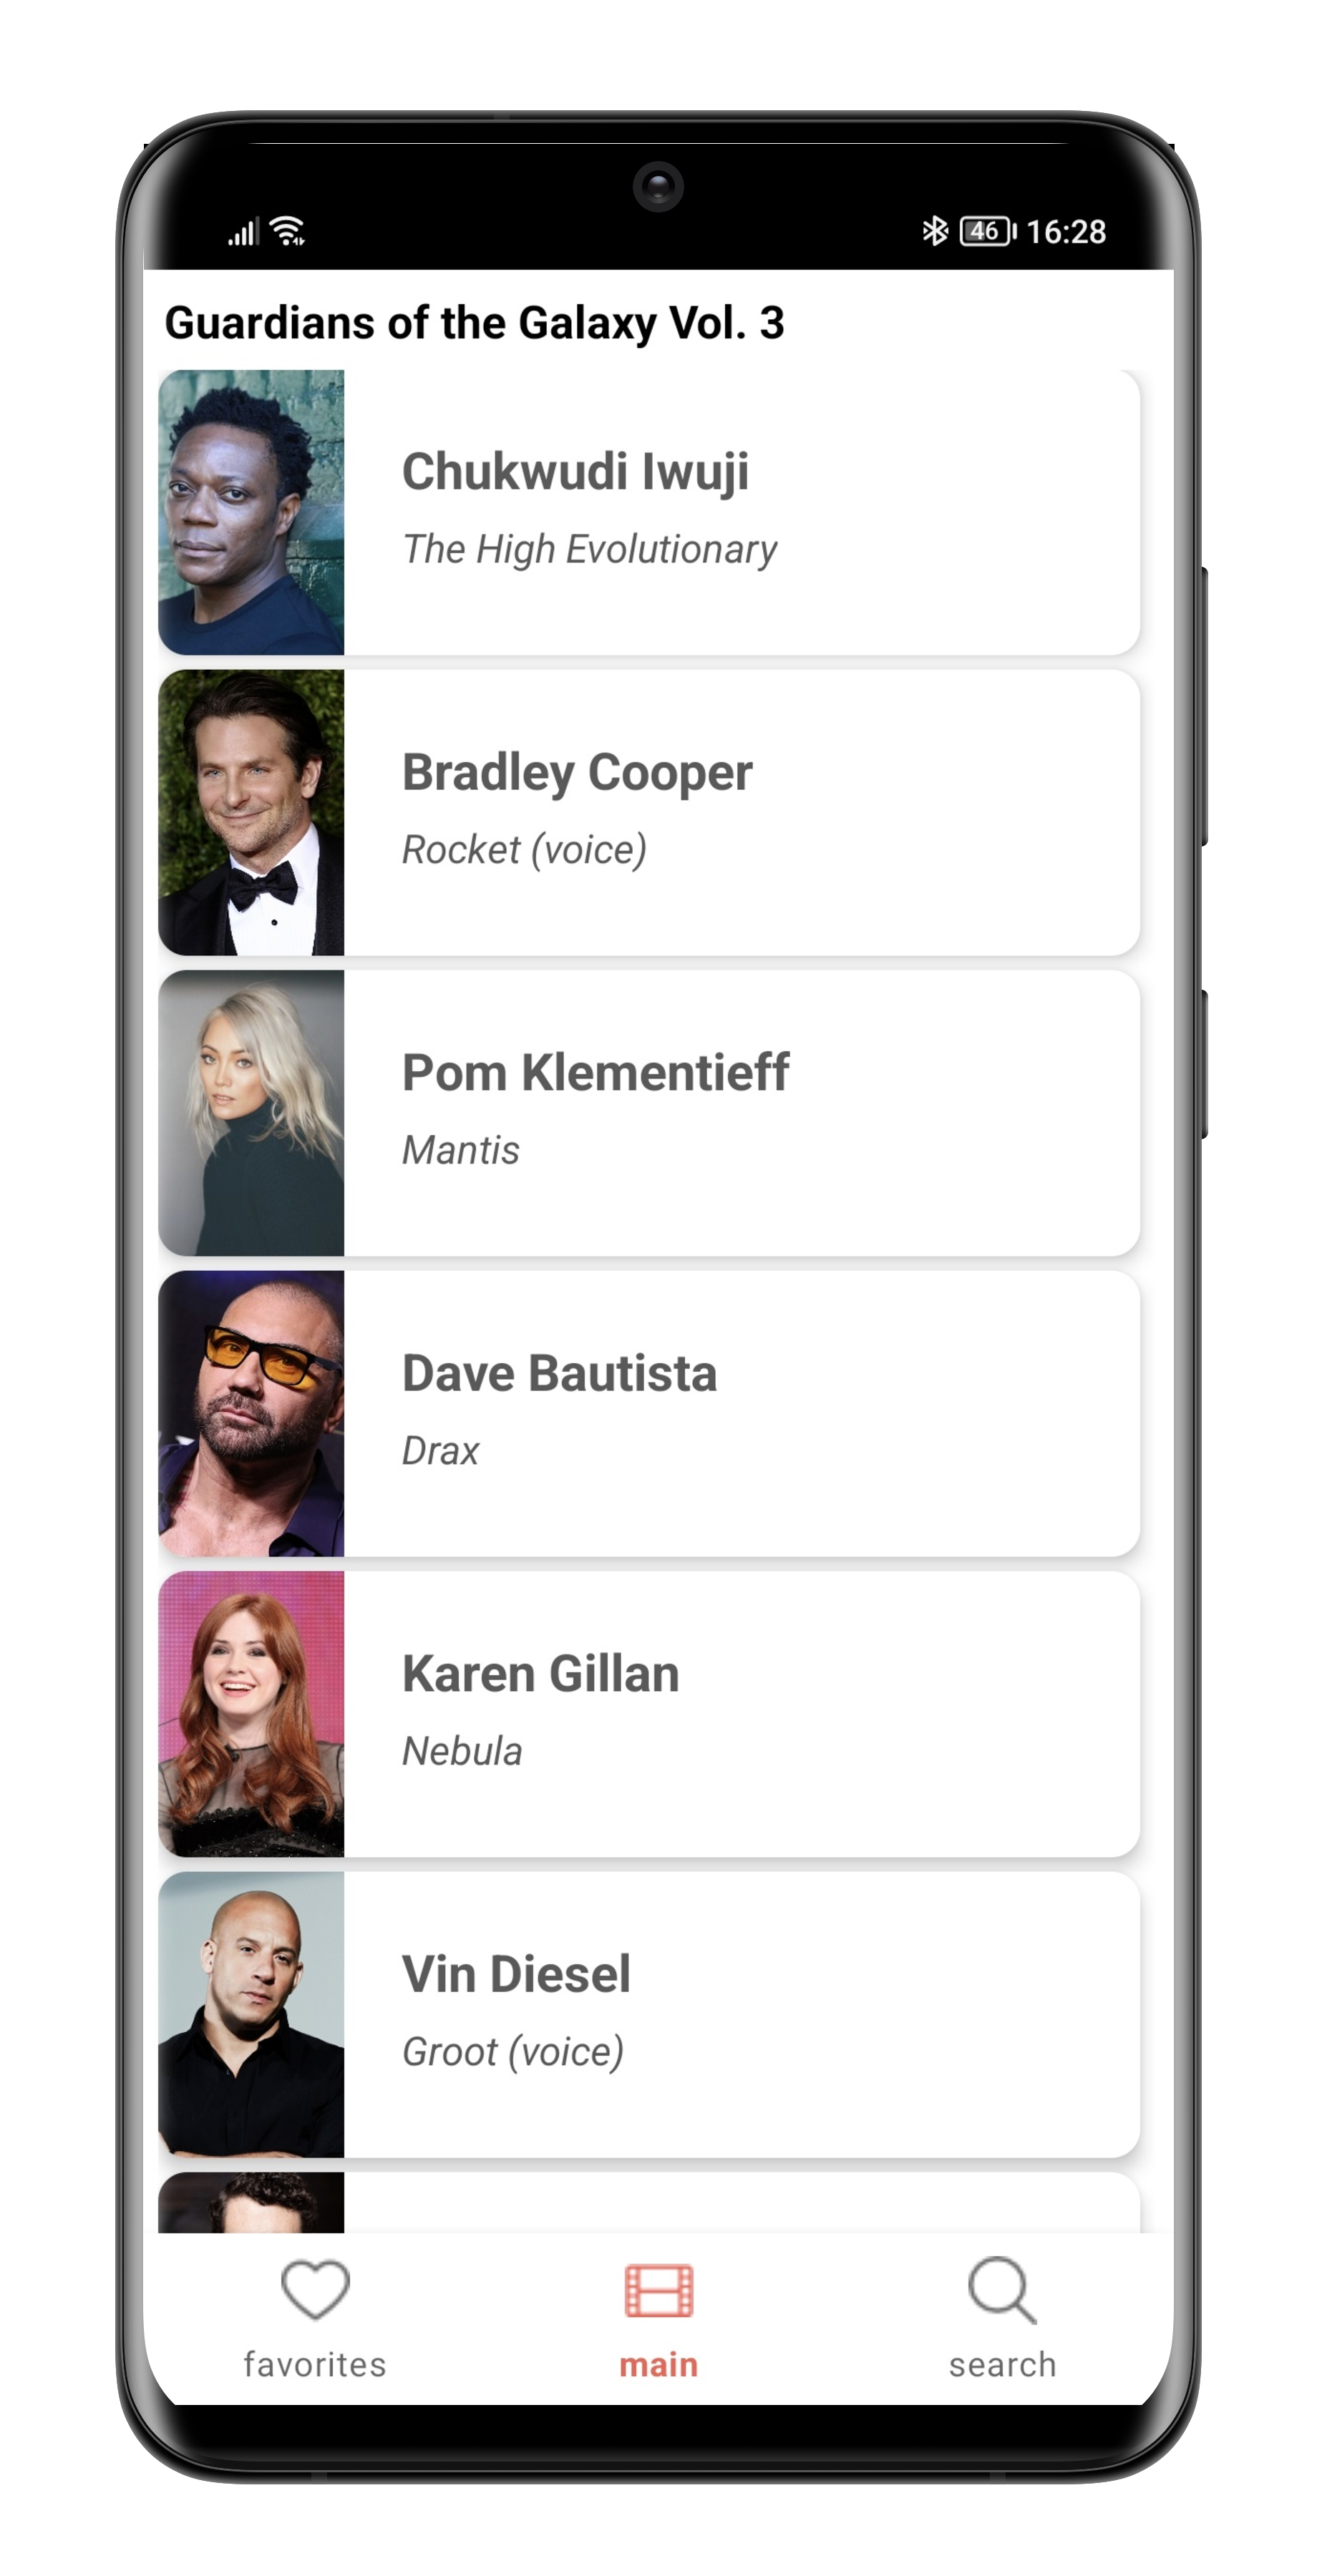 46 16:28
Guardians of the Galaxy Vol. 3
Chukwudi Iwuji
The High Evolutionary
Bradley Cooper
Rocket (voice)
Pom Klementieff
Mantis
Dave Bautista
Drax
Karen Gillan
Nebula
Vin Diesel
Groot (voice)
favorites main search